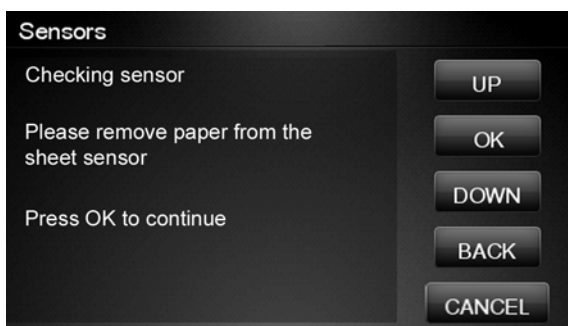 Sensors
Checking sensor
Please remove paper from the
sheet sensor
Press OK to continue
UP
OK
DOWN
BACK
CANCEL